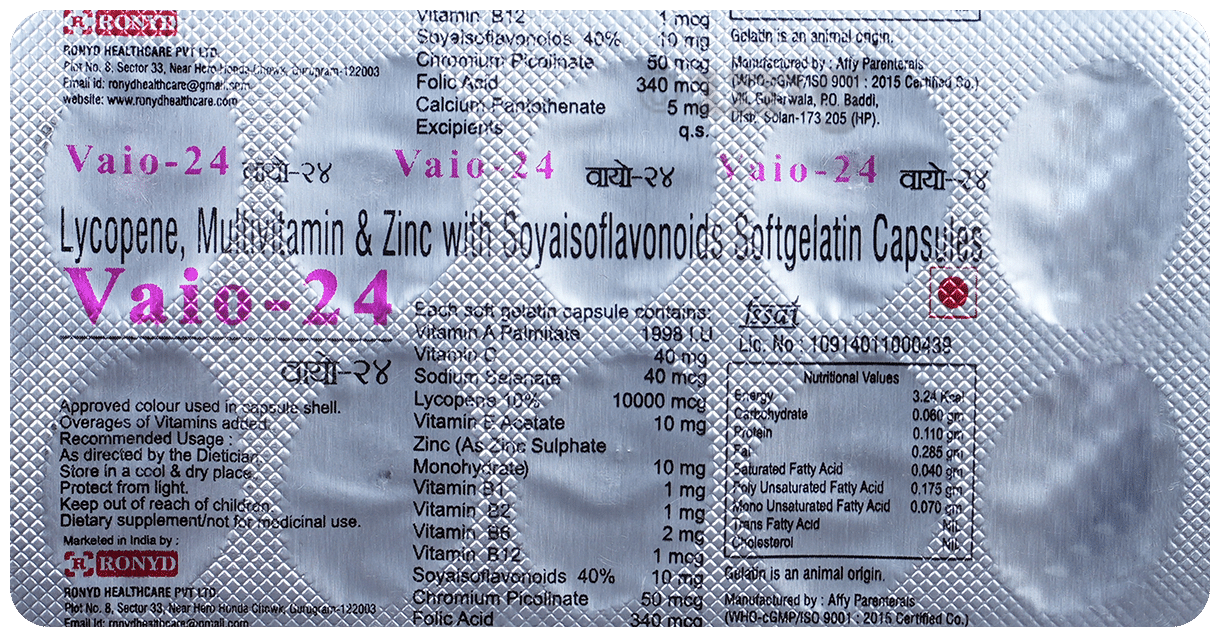 RONYD
RONYD HEALTHCARE PVT LTD.
Plot No. 8, Sector 33, Near Hero Honda Chowk, Gurugram-122003
Email id: ronydhealthcare@gmail.com
website: www.ronydhealthcare.com
Vitamin B12 1 mcg
Soyaisoflavonoids 40% 10 mg
Chromium Picolinate 50 mcg
Folic Acid 340 mcg
Calcium Pantothenate 5 mg
Excipients q.s.
Gelatin is an animal origin.
Manufactured by : Affy Parenterals
(WHO-cGMP/ISO 9001 : 2015 Certified Co.)
Vill. Gullarwala, P.O. Baddi,
Dist. Solan-173 205 (HP).
Vaio-24 वायो-२४ Vaio-24 वायो-२४ Vaio-24 वायो-२४
Lycopene, Multivitamin & Zinc with Soyaisoflavonoids Softgelatin Capsules
Vaio-24
वायो-२४
Approved colour used in capsule shell.
Overages of Vitamins added.
Recommended Usage :
As directed by the Dietician.
Store in a cool & dry place.
Protect from light.
Keep out of reach of children.
Dietary supplement/not for medicinal use.
Marketed in India by :
RONYD
RONYD HEALTHCARE PVT LTD.
Plot No. 8, Sector 33, Near Hero Honda Chowk, Gurugram-122003
Email id: ronydhealthcare@gmail.com
Each soft gelatin capsule contains:
Vitamin A Palmitate 1998 I.U
Vitamin C 40 mg
Sodium Selenate 40 mcg
Lycopene 10% 10000 mcg
Vitamin E Acetate 10 mg
Zinc (As Zinc Sulphate
Monohydrate) 10 mg
Vitamin B1 1 mg
Vitamin B2 1 mg
Vitamin B6 2 mg
Vitamin B12 1 mcg
Soyaisoflavonoids 40% 10 mg
Chromium Picolinate 50 mcg
Folic Acid 340 mcg
fssai
Lic. No : 10914011000439
Nutritional Values
Energy 3.24 Kcal
Carbohydrate 0.060 gm
Protein 0.110 gm
Fat 0.285 gm
Saturated Fatty Acid 0.040 gm
Poly Unsaturated Fatty Acid 0.175 gm
Mono Unsaturated Fatty Acid 0.070 gm
Trans Fatty Acid Nil
Cholesterol Nil
Gelatin is an animal origin.
Manufactured by : Affy Parenterals
(WHO-cGMP/ISO 9001 : 2015 Certified Co.)